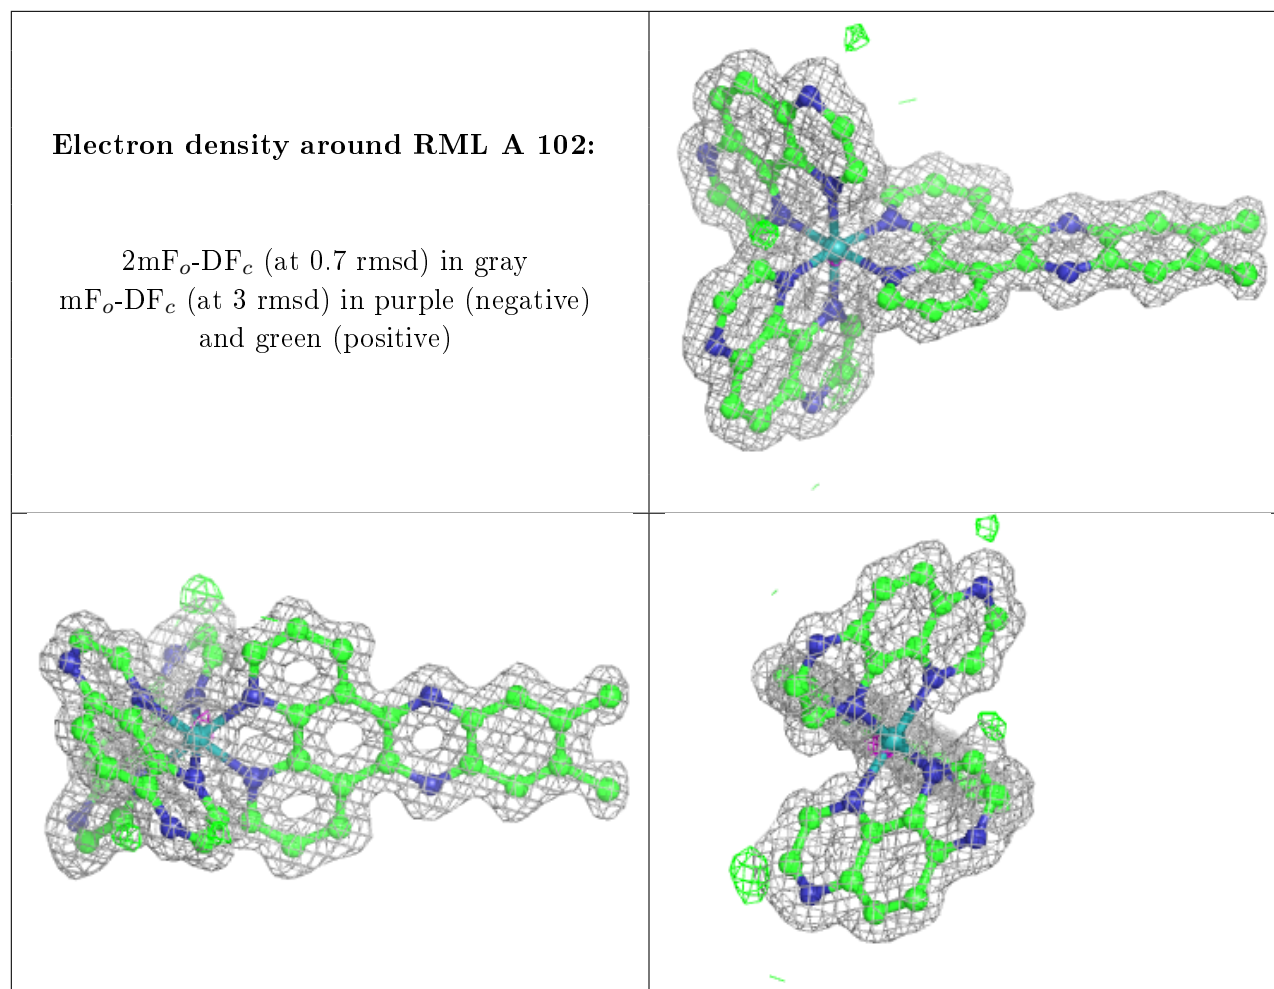 Electron density around RML A 102:
2mFₒ-DF𝒸 (at 0.7 rmsd) in gray
mFₒ-DF𝒸 (at 3 rmsd) in purple (negative)
and green (positive)